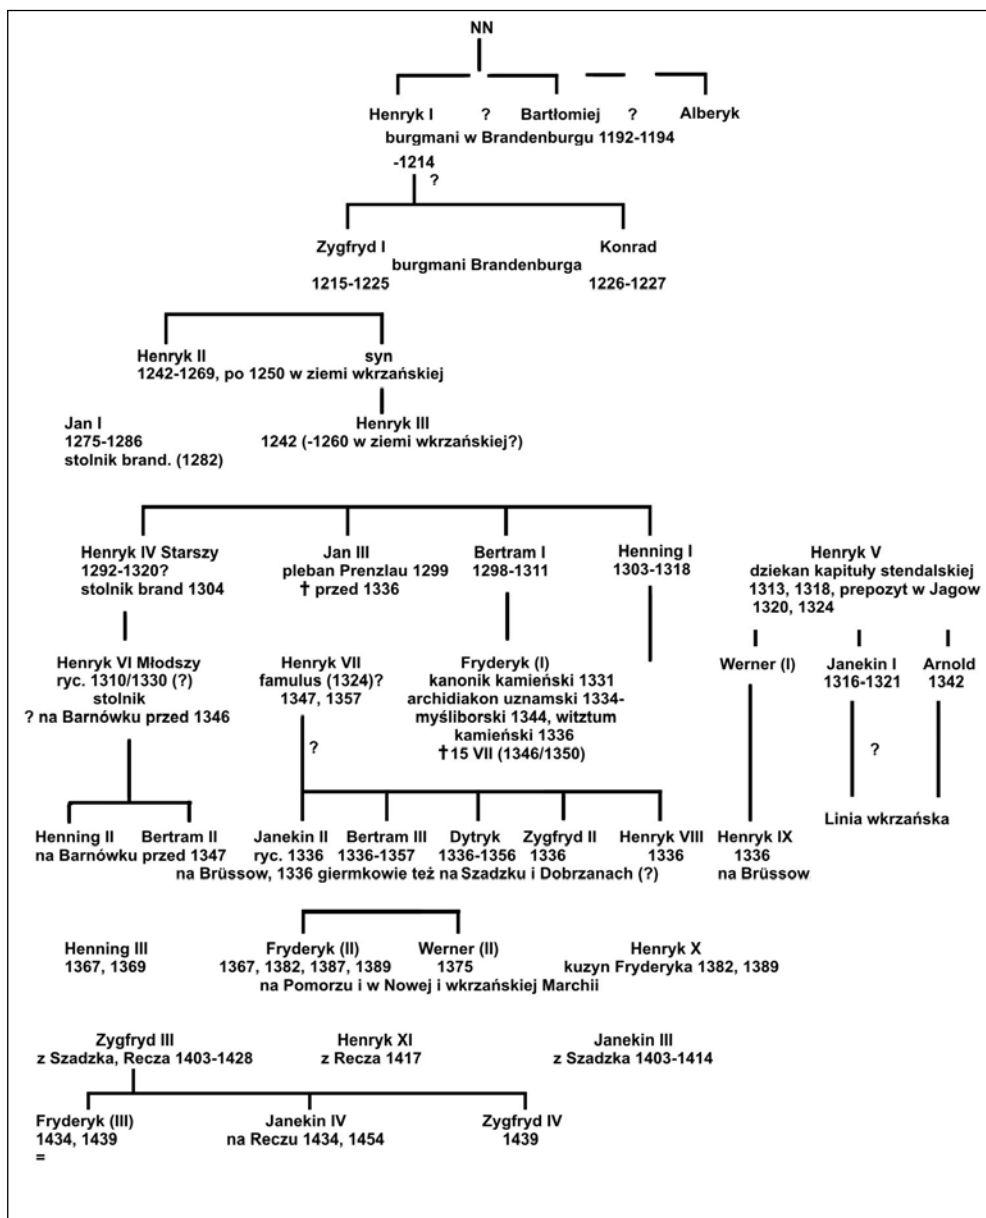 NN
Henryk I ? Bartłomiej ? Alberyk
burgmani w Brandenburgu 1192-1194
-1214
?
Zygfryd I Konrad
burgmani Brandenburga
1215-1225 1226-1227
Henryk II syn
1242-1269, po 1250 w ziemi wkrzańskiej
Jan I Henryk III
1275-1286 1242 (-1260 w ziemi wkrzańskiej?)
stolnik brand. (1282)
Henryk IV Starszy Jan III Bertram I Henning I Henryk V
1292-1320? pleban Prenzlau 1299 1298-1311 1303-1318 dziekan kapituły stendalskiej
stolnik brand 1304 † przed 1336 1313, 1318, prepozyt w Jagow
1320, 1324
Henryk VI Młodszy Henryk VII Fryderyk (I) Werner (I) Janekin I Arnold
ryc. 1310/1330 (?) famulus (1324)? kanonik kamieński 1331 1316-1321 1342
stolnik 1347, 1357 archidiakon uznamski 1334-
? na Barnówku przed 1346 myśliborski 1344, witztum
kamieński 1336
? † 15 VII (1346/1350) ?
Linia wkrzańska
Henning II Bertram II Janekin II Bertram III Dytryk Zygfryd II Henryk VIII Henryk IX
na Barnówku przed 1347 ryc. 1336 1336-1357 1336-1356 1336 1336 1336
na Brüssow, 1336 giermkowie też na Szadzku i Dobrzanach (?) na Brüssow
Henning III Fryderyk (II) Werner (II) Henryk X
1367, 1369 1367, 1382, 1387, 1389 1375 kuzyn Fryderyka 1382, 1389
na Pomorzu i w Nowej i wkrzańskiej Marchii
Zygfryd III Henryk XI Janekin III
z Szadzka, Recza 1403-1428 z Recza 1417 z Szadzka 1403-1414
Fryderyk (III) Janekin IV Zygfryd IV
1434, 1439 na Reczu 1434, 1454 1439
=